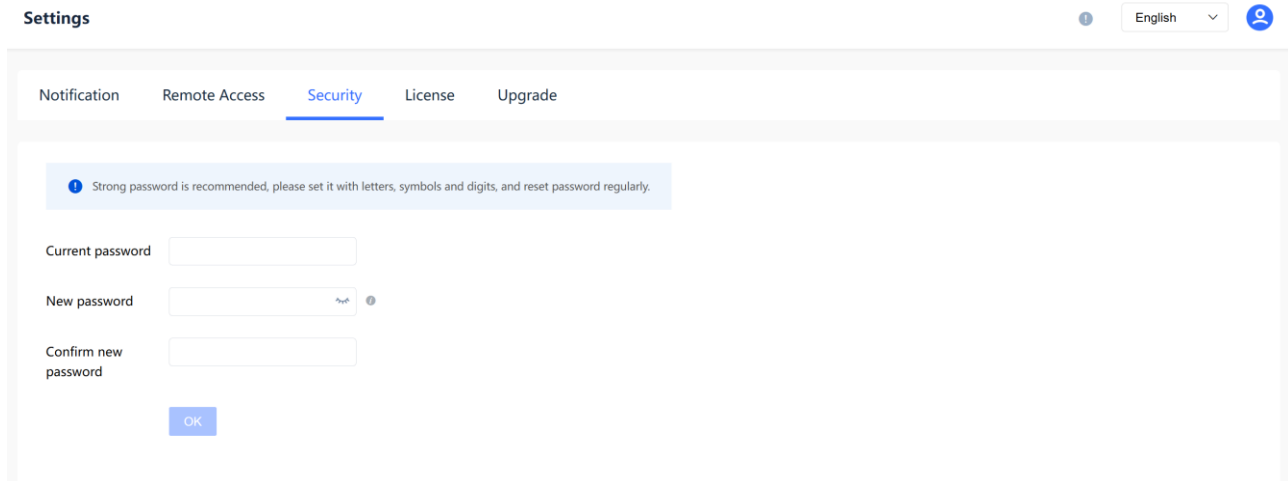 Settings
English
Notification Remote Access Security License Upgrade
Strong password is recommended, please set it with letters, symbols and digits, and reset password regularly.
Current password
New password
Confirm new
password
OK